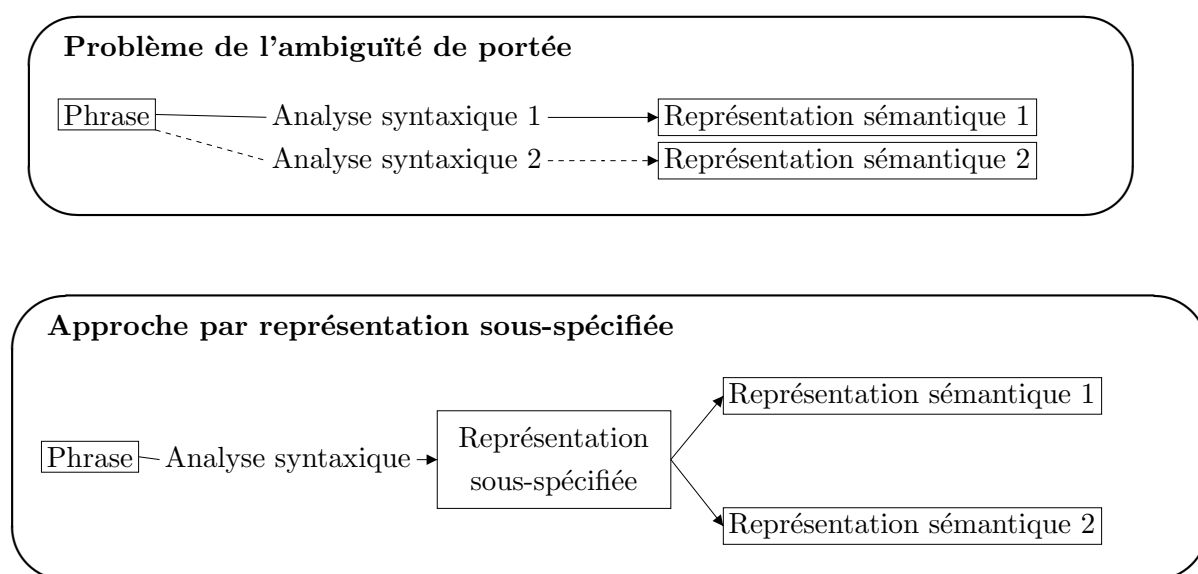 Problème de l'ambiguïté de portée
Phrase Analyse syntaxique 1 Représentation sémantique 1
Analyse syntaxique 2 Représentation sémantique 2
Approche par représentation sous-spécifiée
Représentation sémantique 1
Phrase Analyse syntaxique Représentation
sous-spécifiée
Représentation sémantique 2